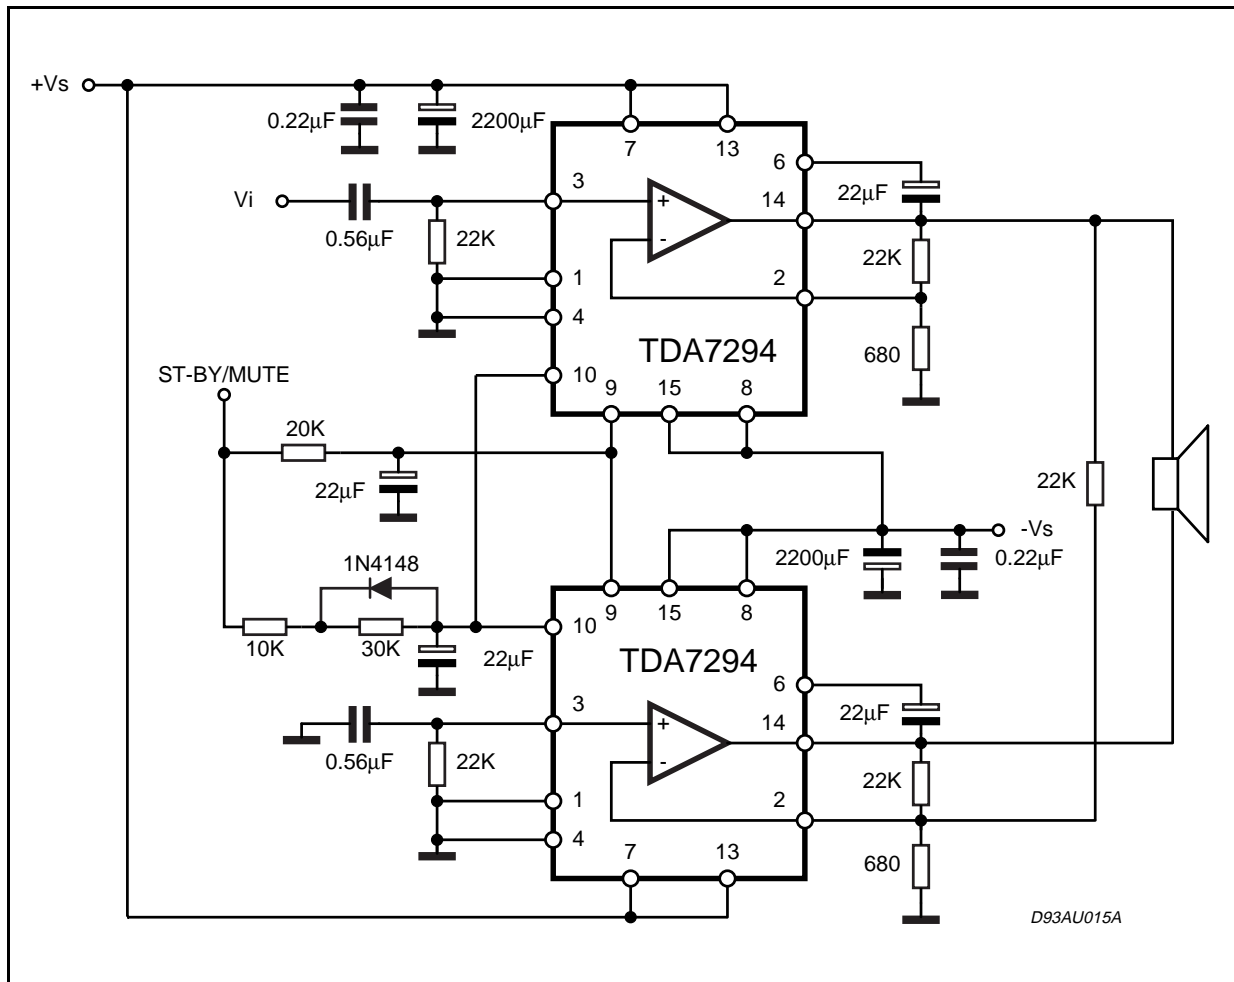 +Vs
0.22µF
2200µF
7
13
6
3
Vi
+
14
22µF
0.56µF
22K
-
22K
1
2
4
TDA7294
680
ST-BY/MUTE
10
9
15
8
20K
22µF
22K
-Vs
2200µF
0.22µF
1N4148
9
15
8
10
10K
30K
22µF
TDA7294
6
3
+
14
22µF
0.56µF
22K
-
22K
1
2
4
7
13
680
D93AU015A